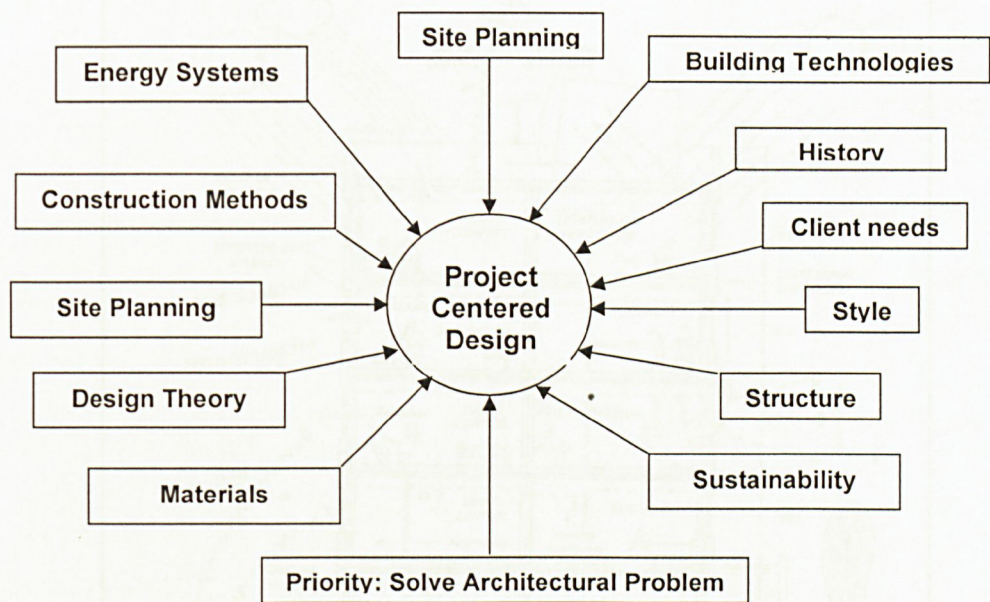 Site Planning
Energy Systems
Building Technologies
History
Construction Methods
Client needs
Project
Centered
Design
Site Planning
Style
Design Theory
Structure
Materials
Sustainability
Priority: Solve Architectural Problem